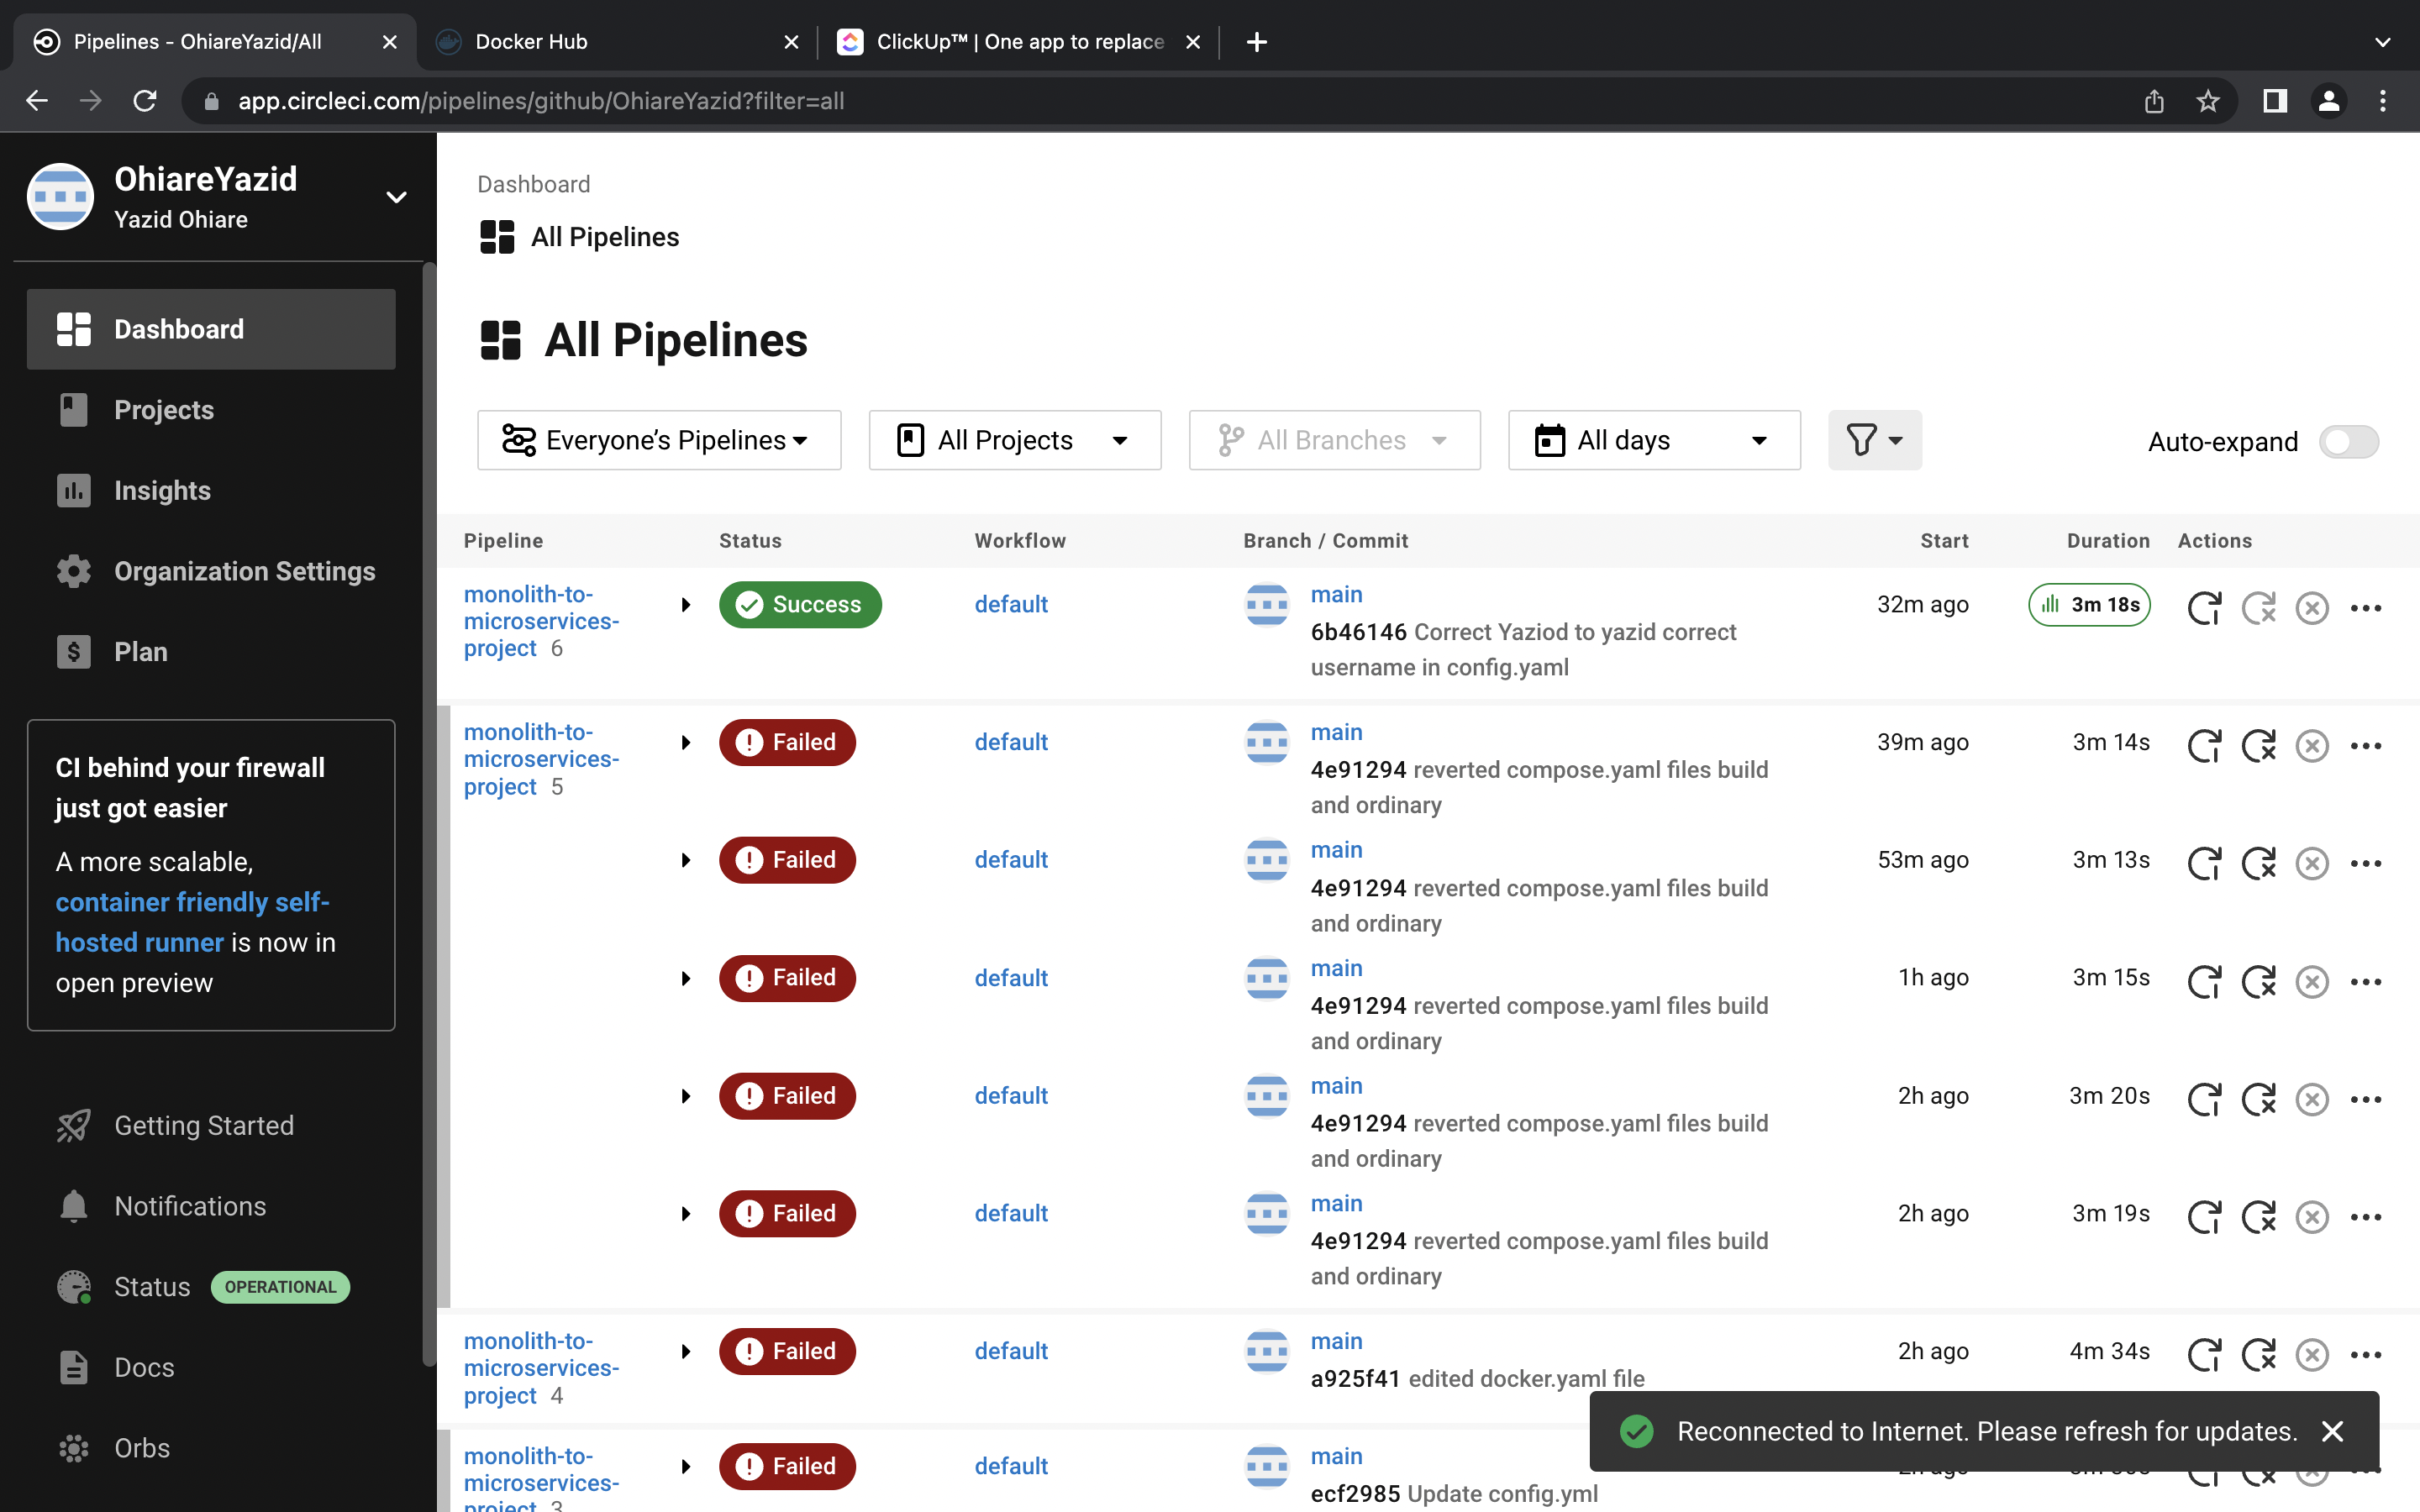 Pipelines - OhiareYazid/All
Docker Hub
ClickUp™ | One app to replace
app.circleci.com/pipelines/github/OhiareYazid?filter=all
OhiareYazid
Yazid Ohiare
Dashboard
Projects
Insights
Organization Settings
Plan
CI behind your firewall
just got easier
A more scalable,
container friendly self-
hosted runner is now in
open preview
Getting Started
Notifications
Status OPERATIONAL
Docs
Orbs
Dashboard
All Pipelines
All Pipelines
Everyone’s Pipelines
All Projects
All Branches
All days
Auto-expand
Pipeline Status Workflow Branch / Commit Start Duration Actions
monolith-to-
microservices-
project 6
Success
default
main
6b46146 Correct Yaziod to yazid correct
username in config.yaml
32m ago
3m 18s
monolith-to-
microservices-
project 5
Failed
default
main
4e91294 reverted compose.yaml files build
and ordinary
39m ago
3m 14s
Failed
default
main
4e91294 reverted compose.yaml files build
and ordinary
53m ago
3m 13s
Failed
default
main
4e91294 reverted compose.yaml files build
and ordinary
1h ago
3m 15s
Failed
default
main
4e91294 reverted compose.yaml files build
and ordinary
2h ago
3m 20s
Failed
default
main
4e91294 reverted compose.yaml files build
and ordinary
2h ago
3m 19s
monolith-to-
microservices-
project 4
Failed
default
main
a925f41 edited docker.yaml file
2h ago
4m 34s
monolith-to-
microservices-
project 3
Failed
default
main
ecf2985 Update config.yml
Reconnected to Internet. Please refresh for updates.